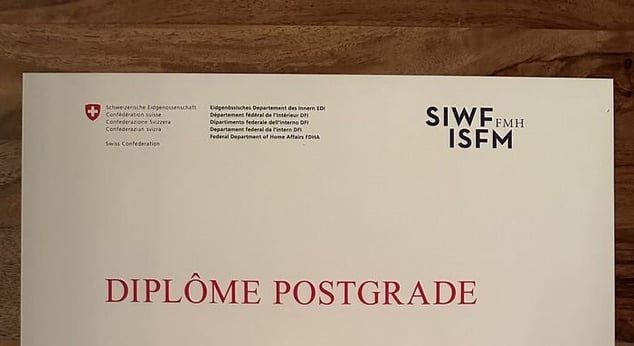 Schweizerische Eidgenossenschaft
Confédération suisse
Confederazione Svizzera
Confederaziun svizra
Swiss Confederation
Eidgenössisches Departement des Innern EDI
Département fédéral de l'intérieur DFI
Dipartimento federale dell'interno DFI
Departament federal da l'intern DFI
Federal Department of Home Affairs FDHA
SIWF FMH
ISFM
DIPLÔME POSTGRADE